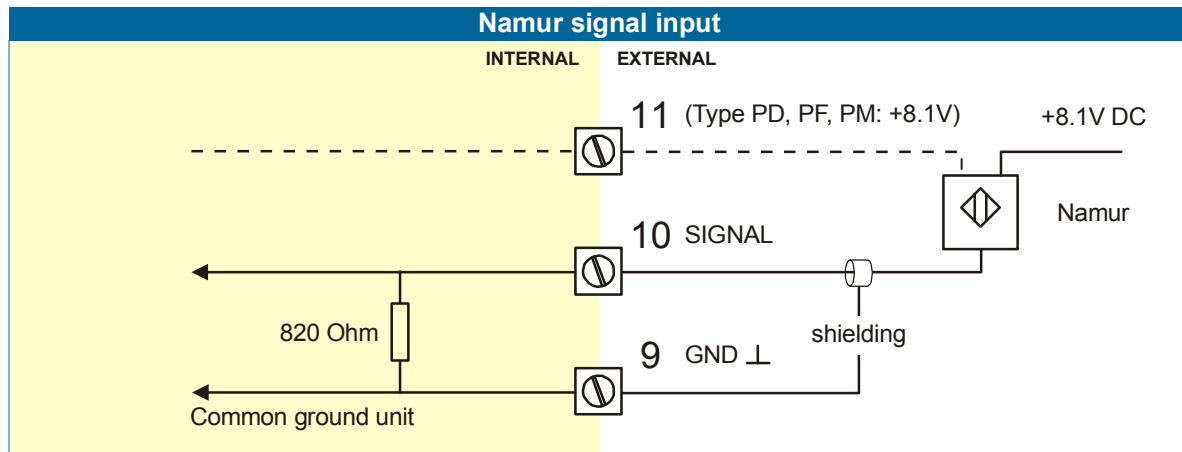 Namur signal input
INTERNAL EXTERNAL
11 (Type PD, PF, PM: +8.1V) +8.1V DC
Namur
10 SIGNAL
820 Ohm
shielding
9 GND ⊥
Common ground unit